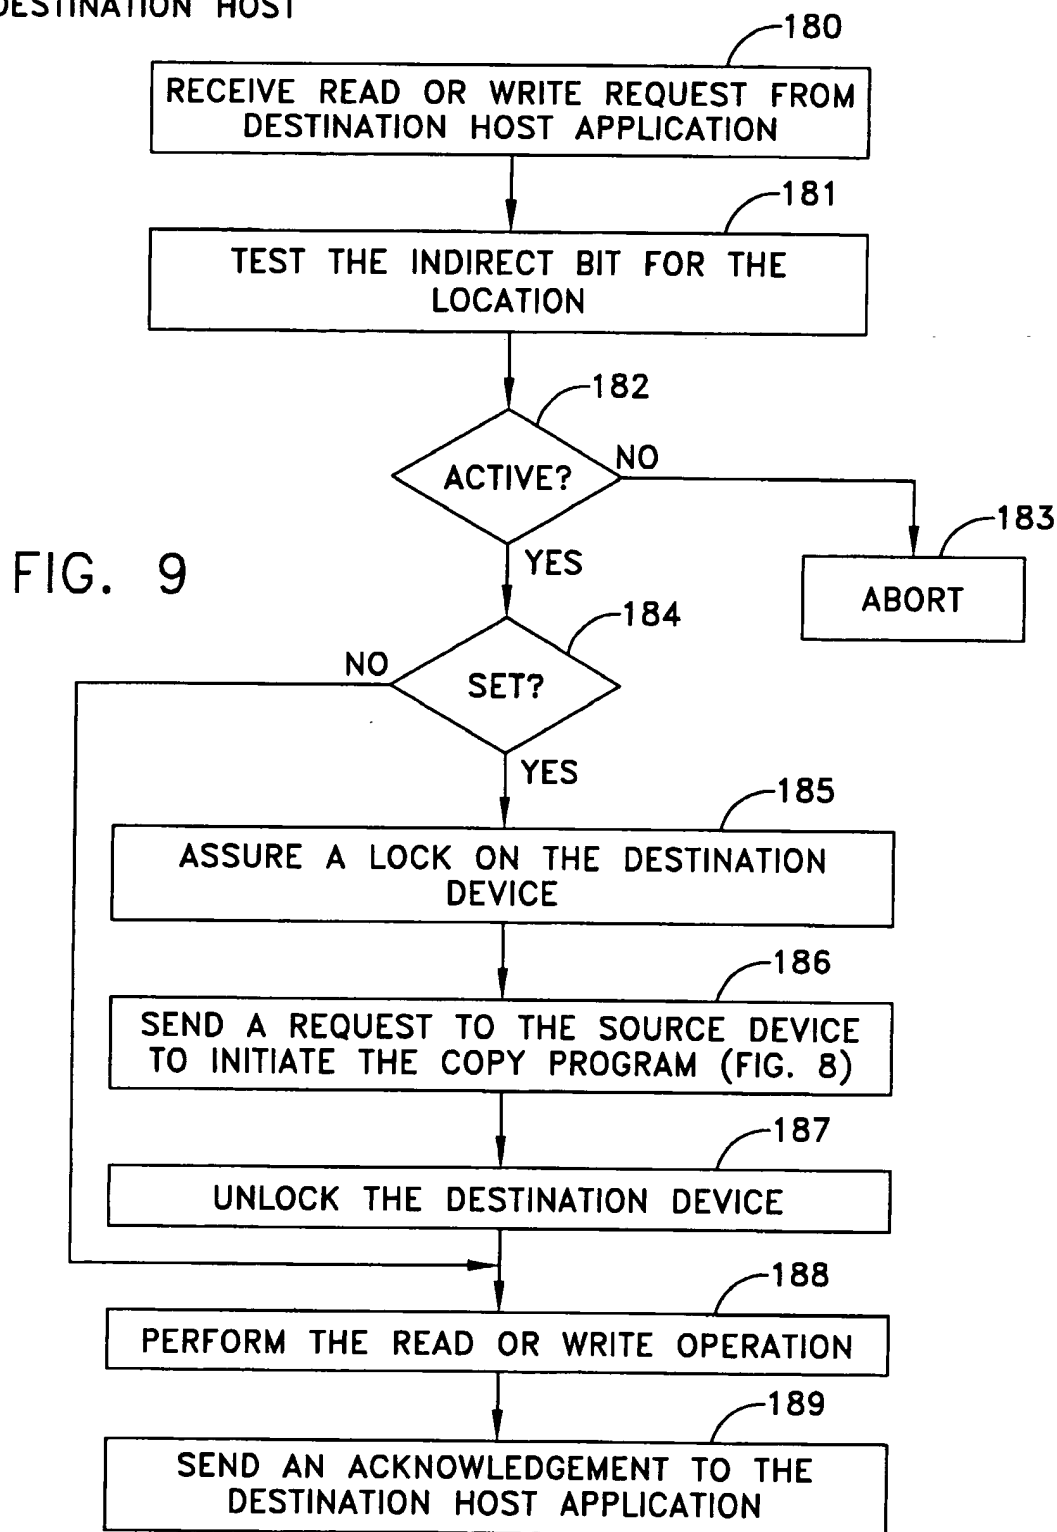 DESTINATION HOST
180
RECEIVE READ OR WRITE REQUEST FROM
DESTINATION HOST APPLICATION
181
TEST THE INDIRECT BIT FOR THE
LOCATION
182
ACTIVE?
NO
183
ABORT
YES
FIG. 9
184
NO
SET?
YES
185
ASSURE A LOCK ON THE DESTINATION
DEVICE
186
SEND A REQUEST TO THE SOURCE DEVICE
TO INITIATE THE COPY PROGRAM (FIG. 8)
187
UNLOCK THE DESTINATION DEVICE
188
PERFORM THE READ OR WRITE OPERATION
189
SEND AN ACKNOWLEDGEMENT TO THE
DESTINATION HOST APPLICATION